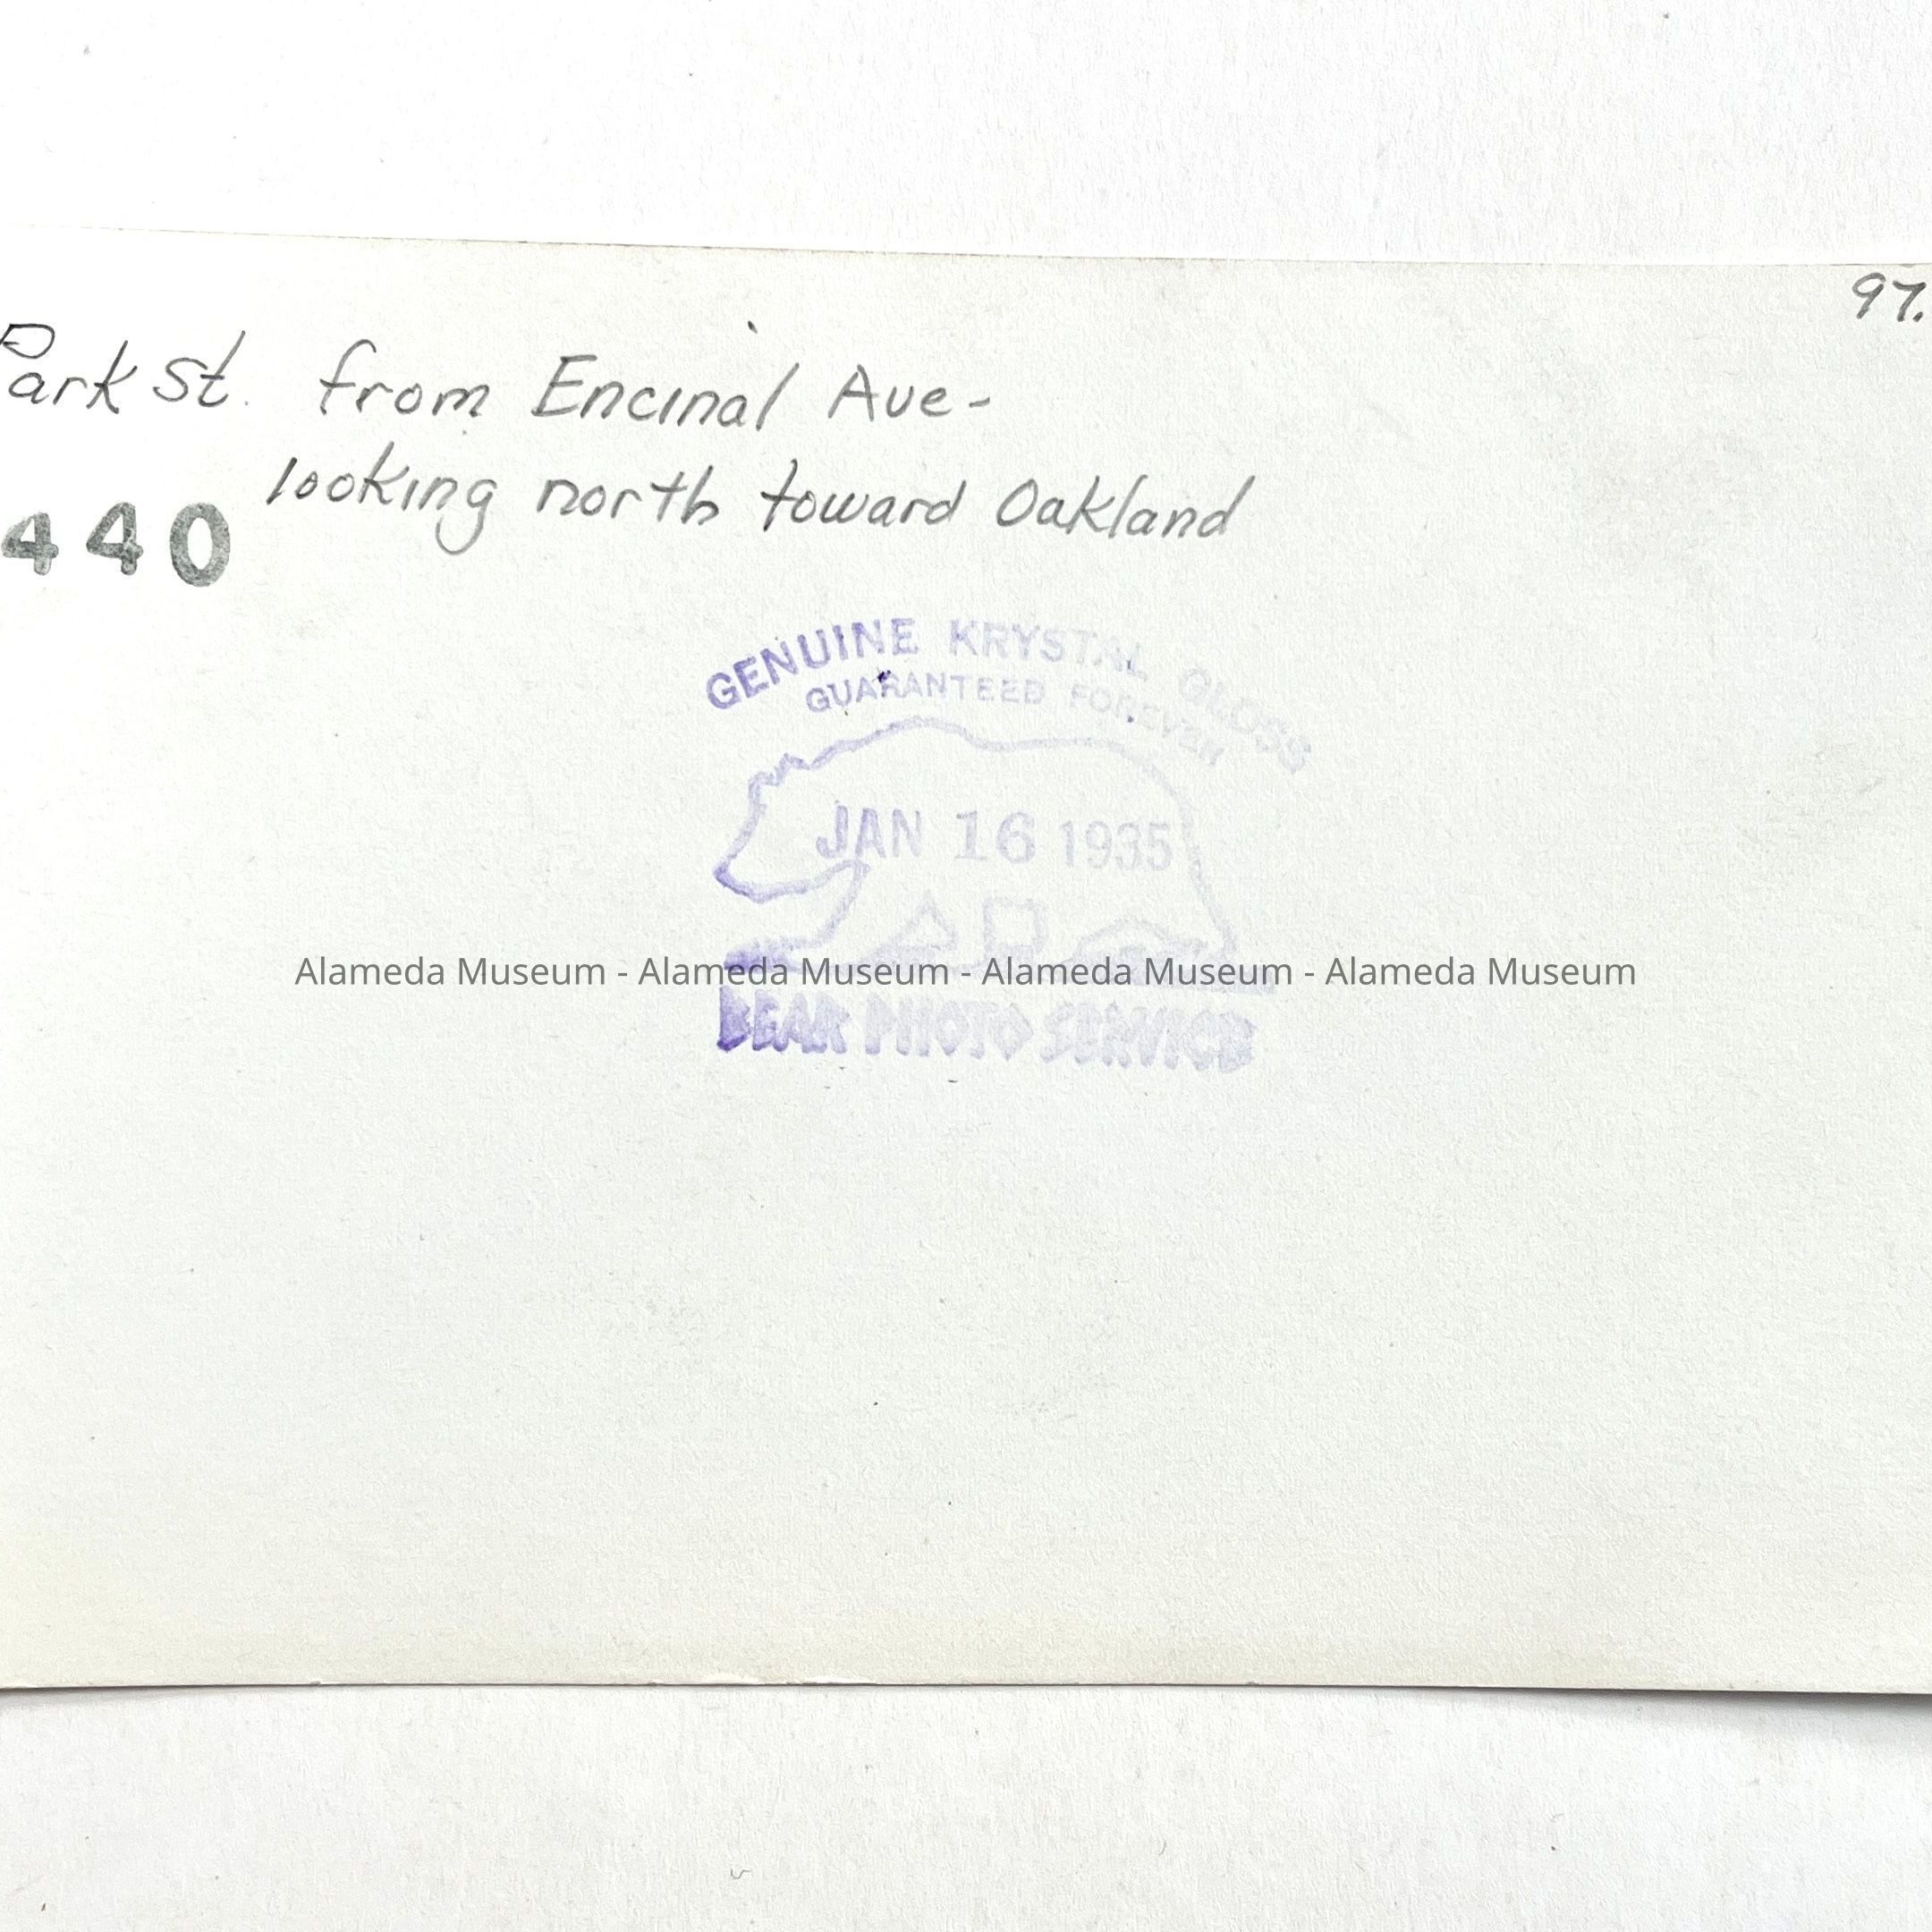 97.
Park St. from Encinal Ave-
looking north toward Oakland
440
GENUINE KRYSTAL GLOSS
GUARANTEED FOREVER
JAN 16 1935
Alameda Museum - Alameda Museum - Alameda Museum - Alameda Museum
BEAR PHOTO SERVICE